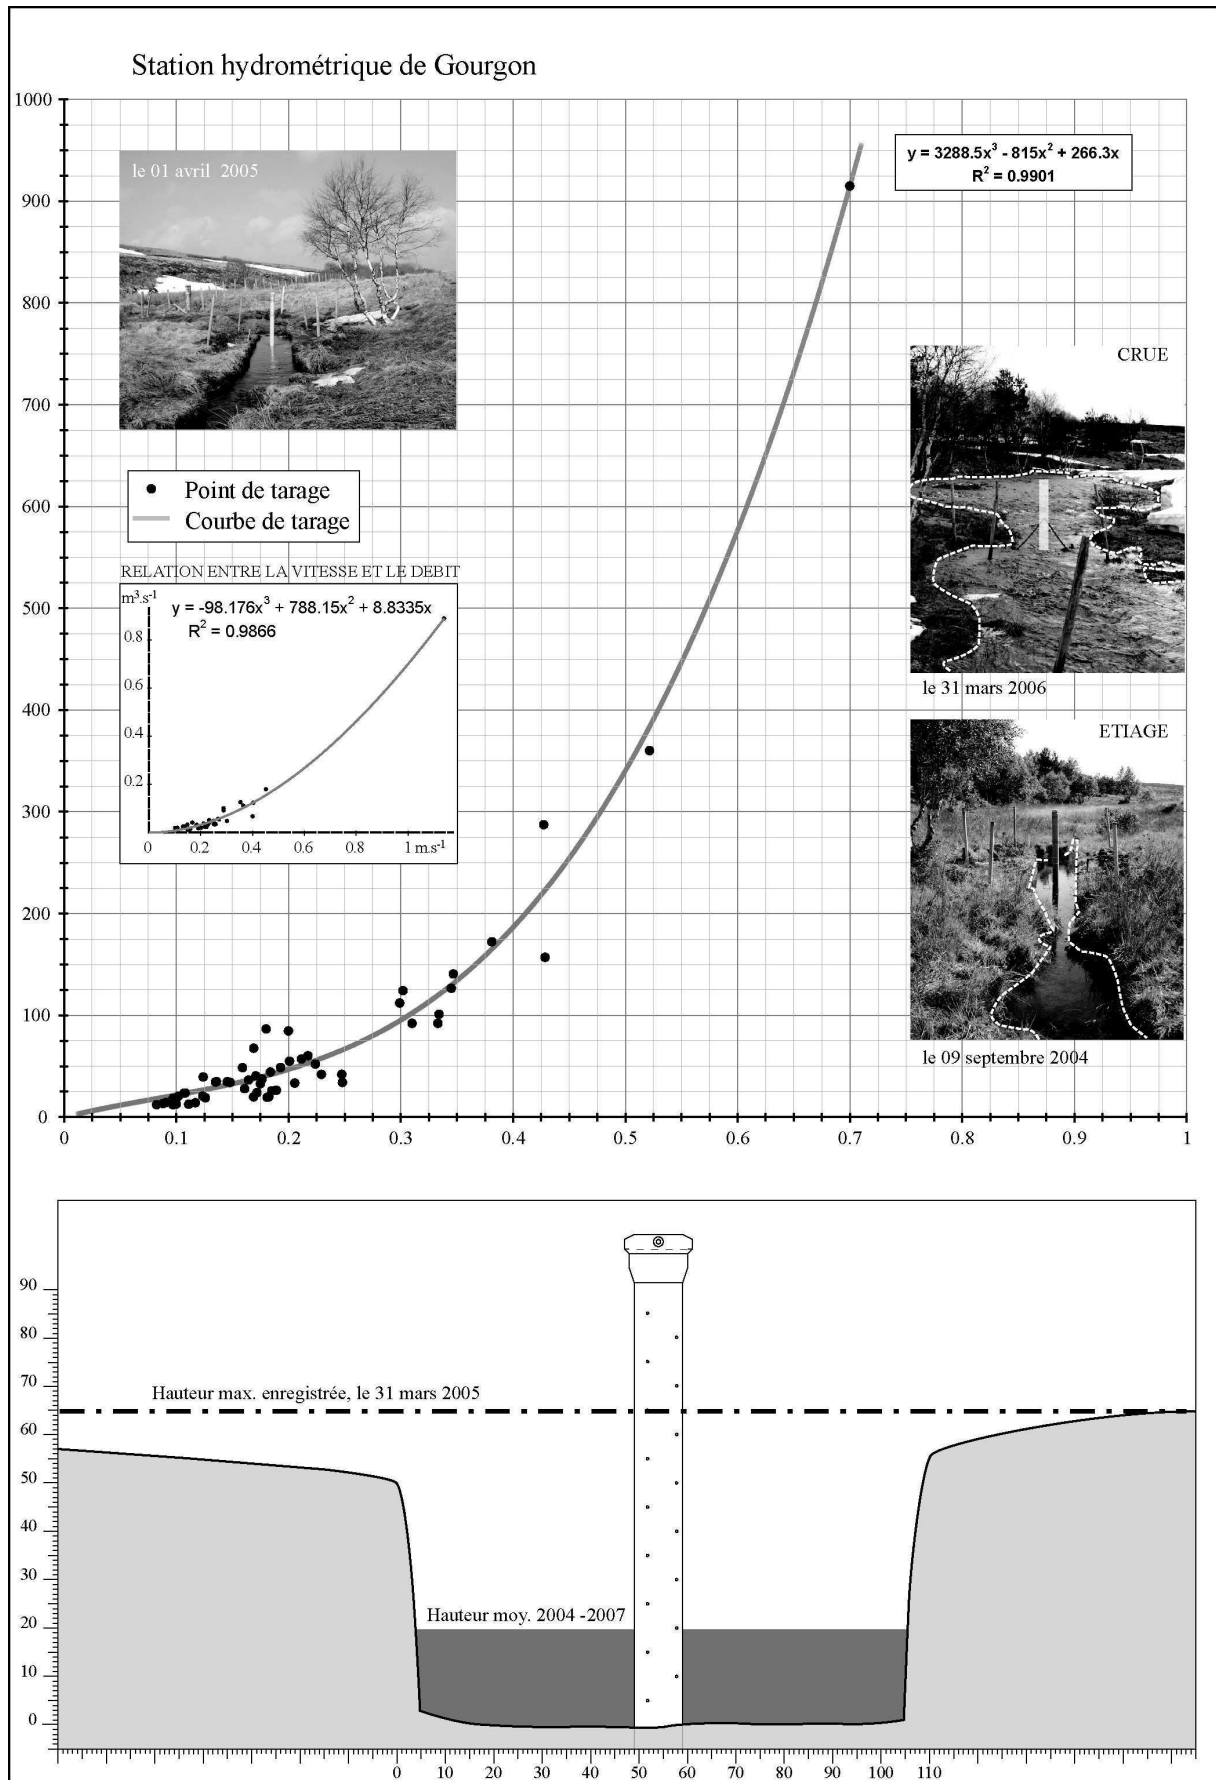 Station hydrométrique de Gourgon
1000
900
800
700
600
500
400
300
200
100
0
le 01 avril 2005
y = 3288.5x³ - 815x² + 266.3x
R² = 0.9901
CRUE
le 31 mars 2006
ETIAGE
le 09 septembre 2004
Point de tarage
Courbe de tarage
RELATION ENTRE LA VITESSE ET LE DEBIT
m³.s⁻¹
y = -98.176x³ + 788.15x² + 8.8335x
R² = 0.9866
0.8
0.6
0.4
0.2
0 0.2 0.4 0.6 0.8 1 m.s⁻¹
0 0.1 0.2 0.3 0.4 0.5 0.6 0.7 0.8 0.9 1
90
80
70
60
50
40
30
20
10
0
Hauteur max. enregistrée, le 31 mars 2005
Hauteur moy. 2004 -2007
0 10 20 30 40 50 60 70 80 90 100 110